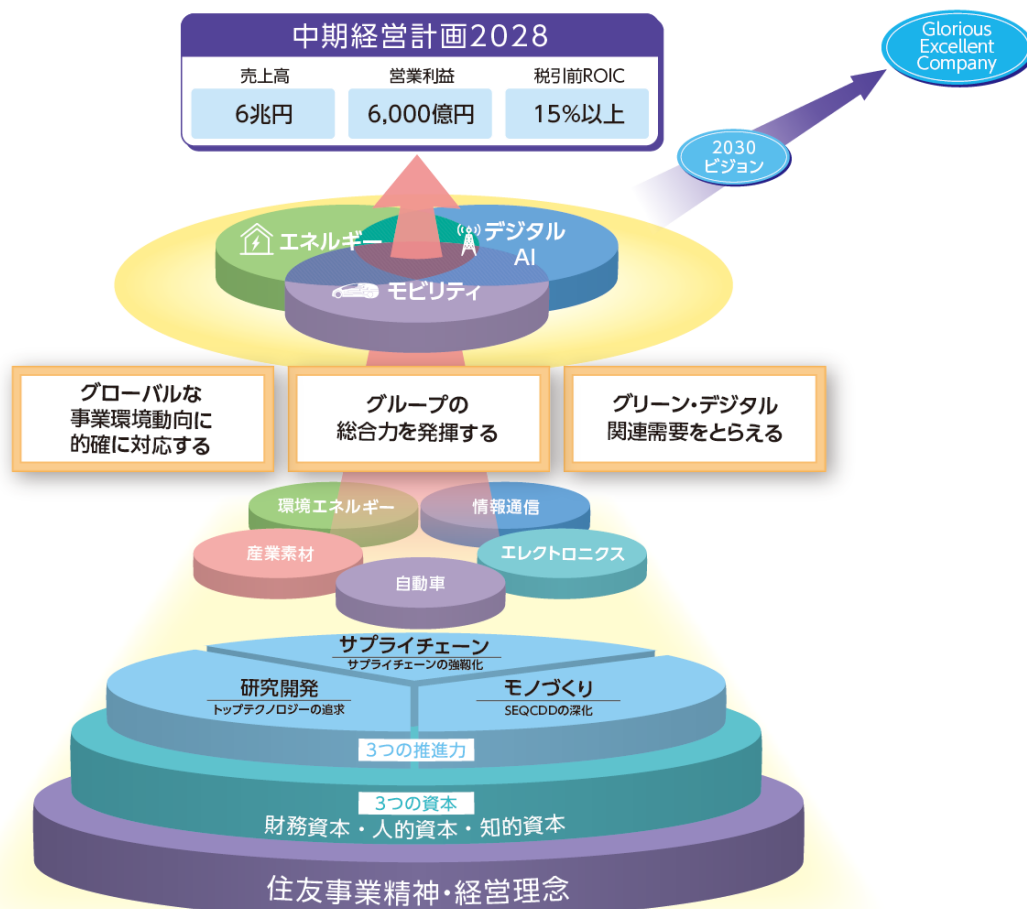 中期経営計画2028
売上高
6兆円
営業利益
6,000億円
税引前ROIC
15%以上
Glorious
Excellent
Company
2030
ビジョン
エネルギー
デジタル
AI
モビリティ
グローバルな
事業環境動向に
的確に対応する
グループの
総合力を発揮する
グリーン・デジタル
関連需要をとらえる
環境エネルギー
情報通信
産業素材
エレクトロニクス
自動車
サプライチェーン
サプライチェーンの強靱化
研究開発
トップテクノロジーの追求
モノづくり
SEQCDDの深化
3つの推進力
3つの資本
財務資本・人的資本・知的資本
住友事業精神・経営理念